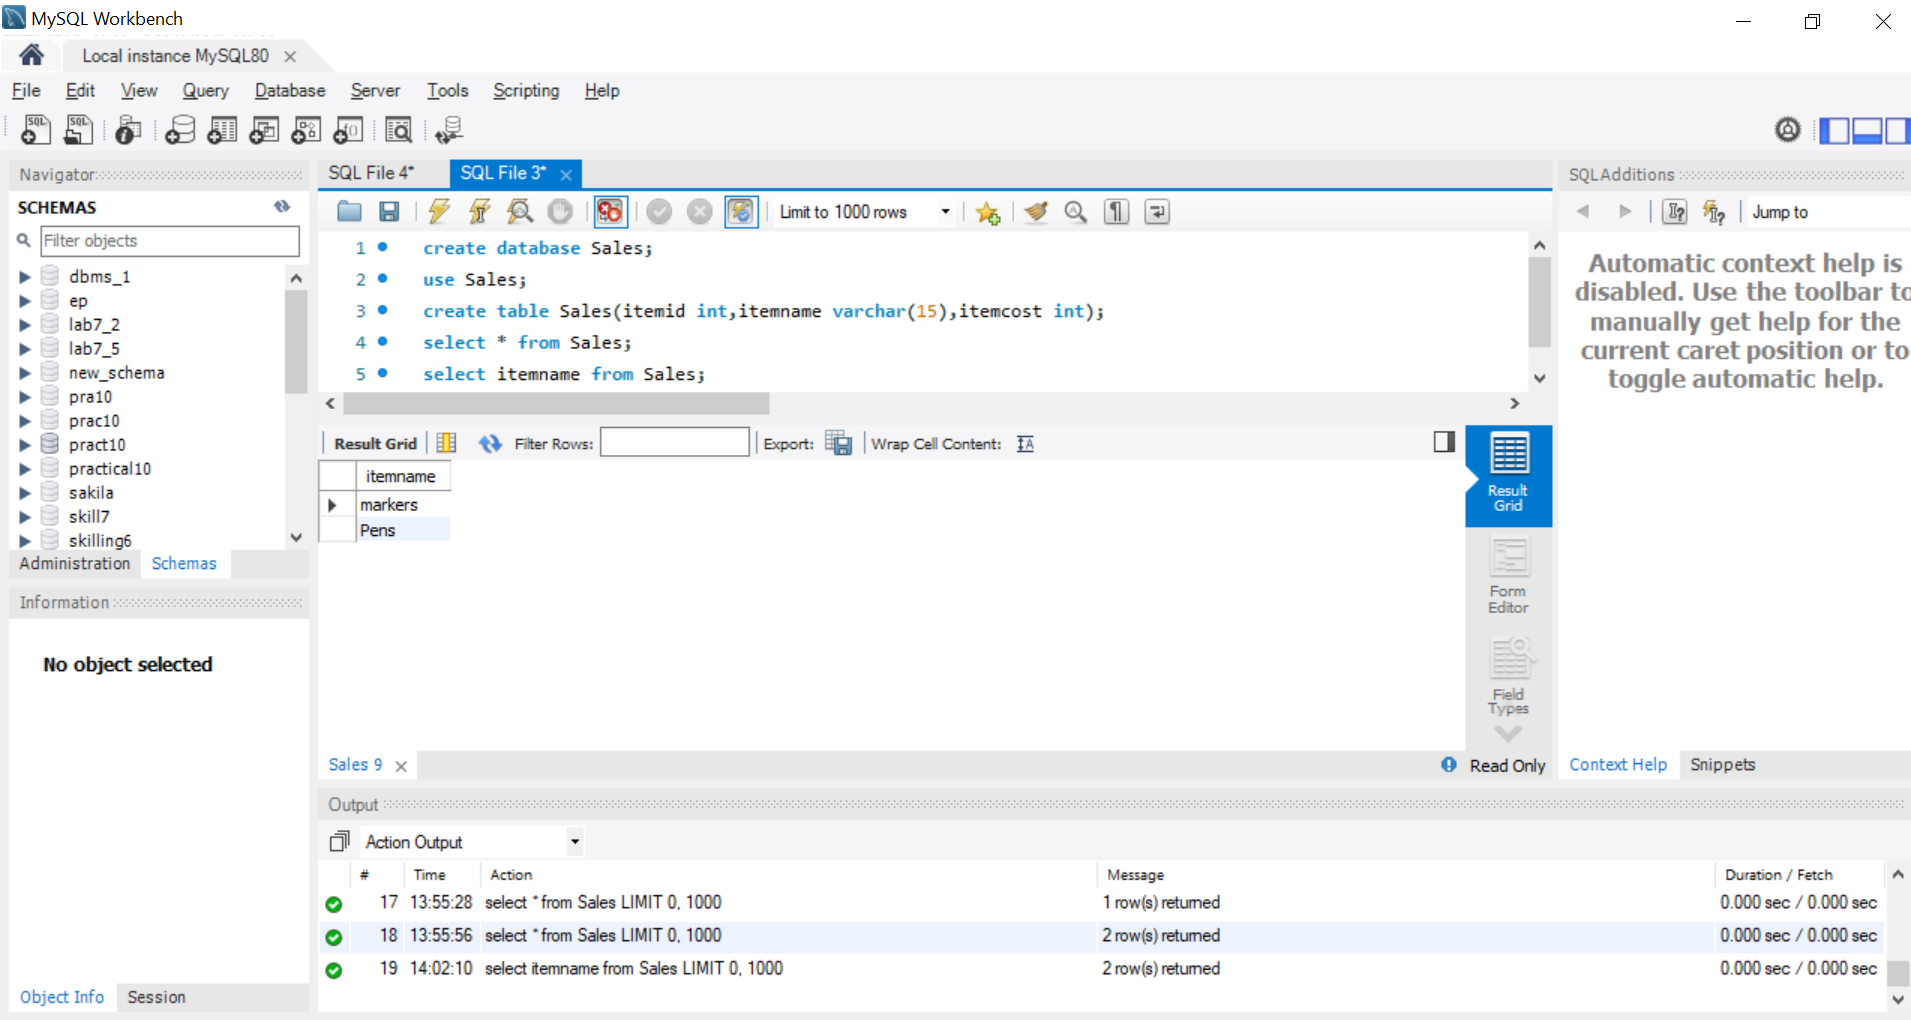 MySQL Workbench
Local instance MySQL80
File Edit View Query Database Server Tools Scripting Help
Navigator
SCHEMAS
Filter objects
dbms_1
ep
lab7_2
lab7_5
new_schema
pra10
prac10
pract10
practical10
sakila
skill7
skilling6
Administration Schemas
Information
No object selected
Object Info Session
SQL File 4* SQL File 3*
Limit to 1000 rows
1 create database Sales;
2 use Sales;
3 create table Sales(itemid int,itemname varchar(15),itemcost int);
4 select * from Sales;
5 select itemname from Sales;
Result Grid Filter Rows: Export: Wrap Cell Content:
itemname
markers
Pens
Result
Grid
Form
Editor
Field
Types
Sales 9
Read Only
SQLAdditions
Jump to
Automatic context help is
disabled. Use the toolbar to
manually get help for the
current caret position or to
toggle automatic help.
Context Help Snippets
Output
Action Output
# Time Action Message Duration / Fetch
17 13:55:28 select * from Sales LIMIT 0, 1000 1 row(s) returned 0.000 sec / 0.000 sec
18 13:55:56 select * from Sales LIMIT 0, 1000 2 row(s) returned 0.000 sec / 0.000 sec
19 14:02:10 select itemname from Sales LIMIT 0, 1000 2 row(s) returned 0.000 sec / 0.000 sec